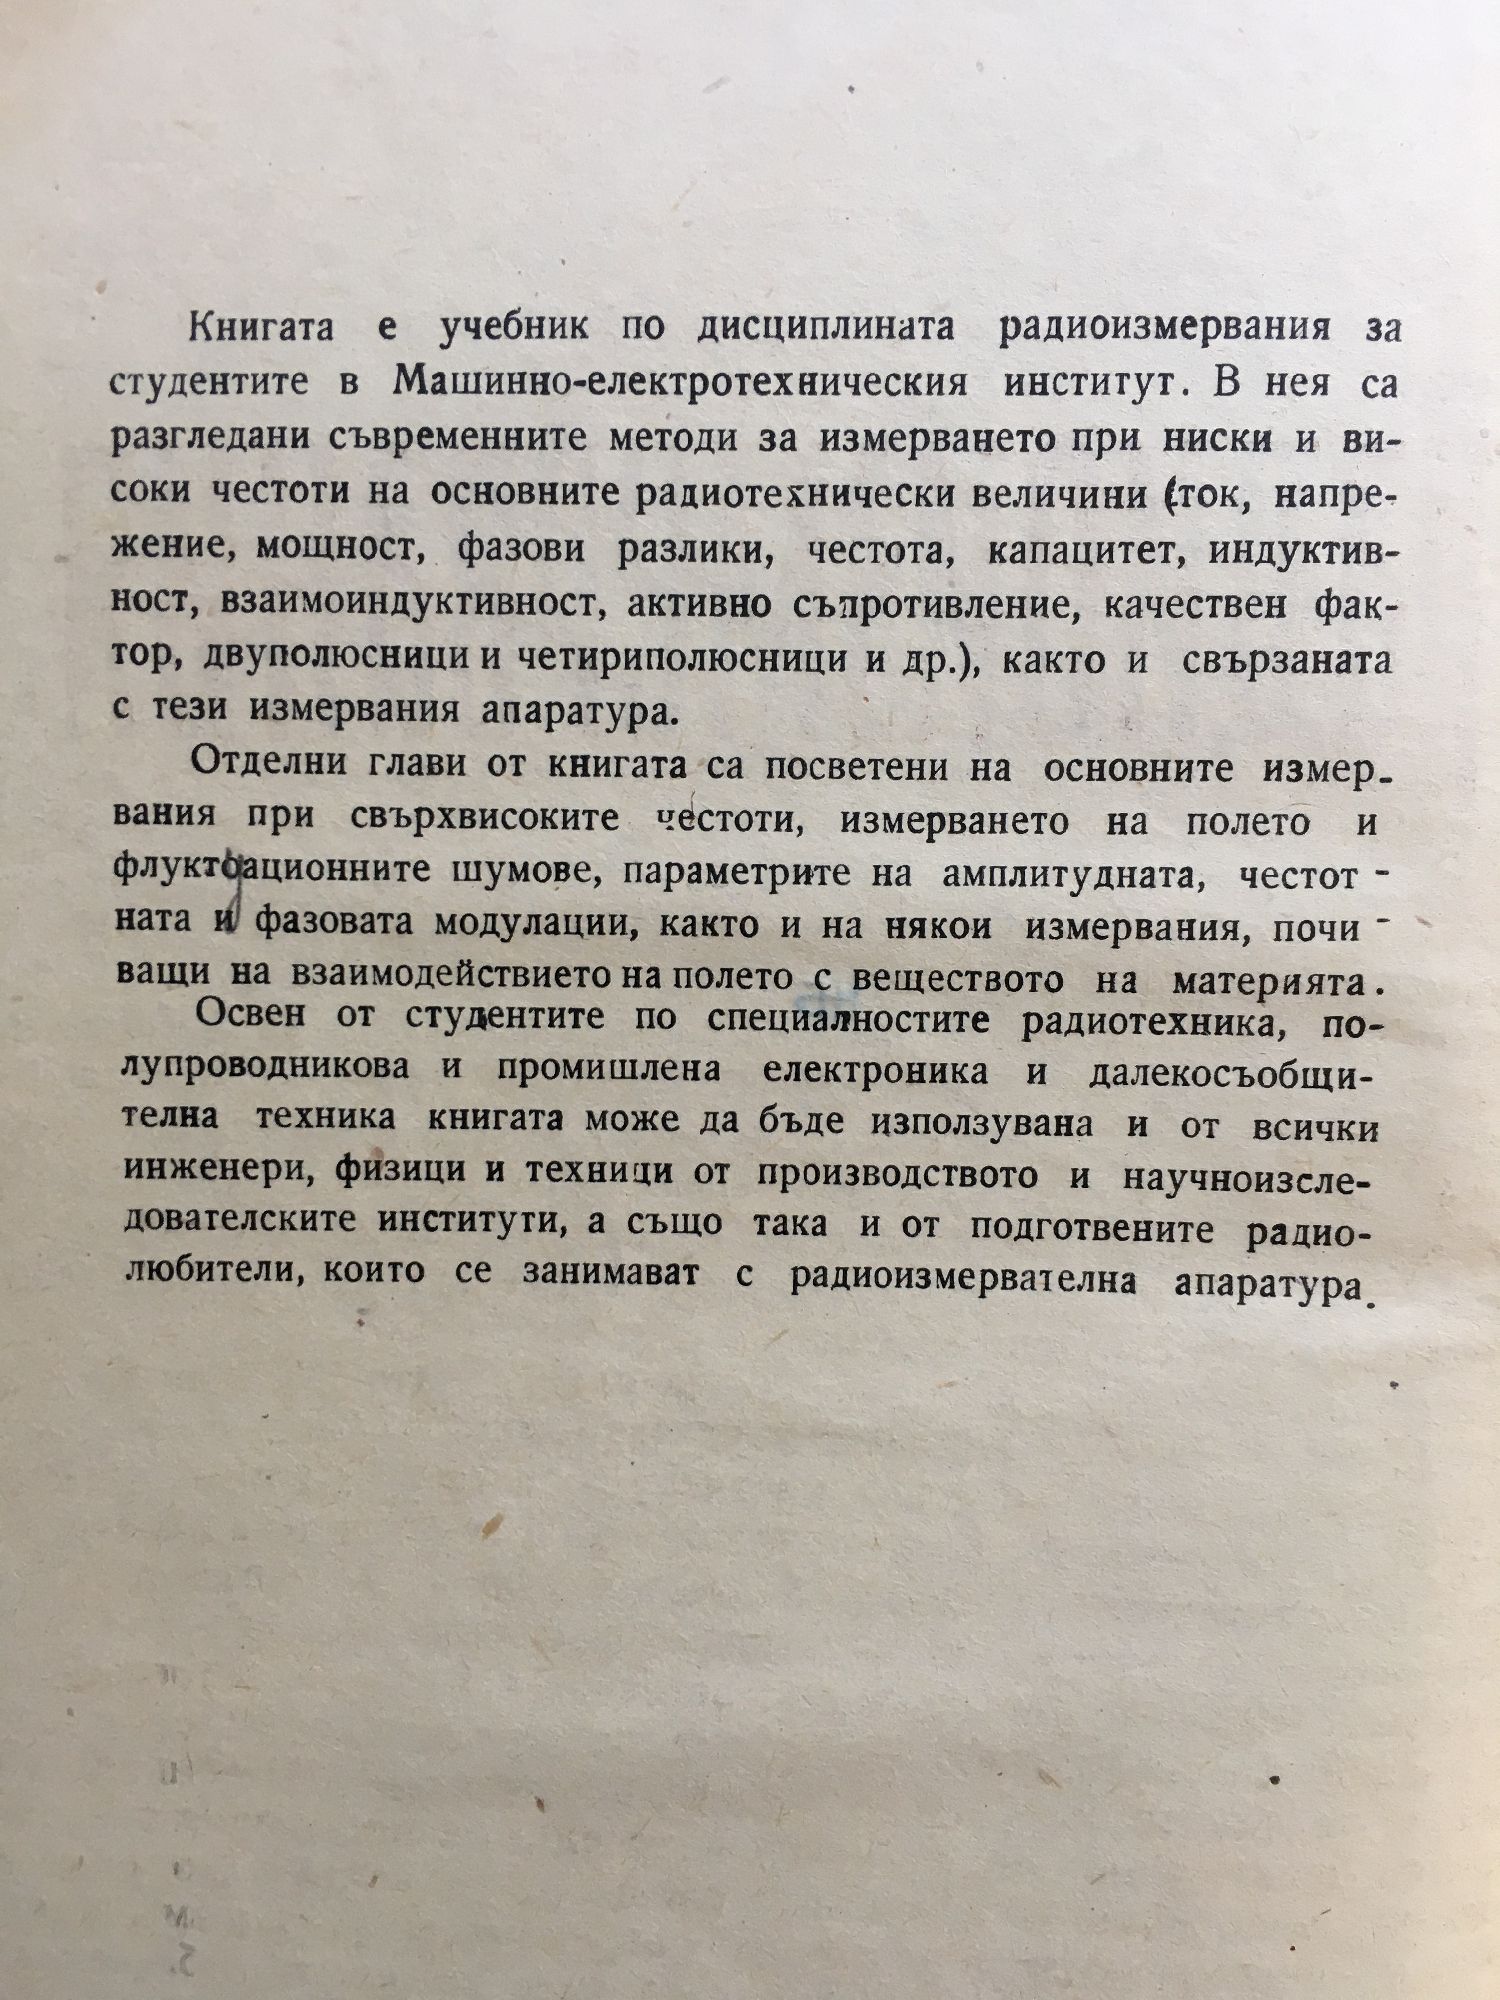 Книгата е учебник по дисциплината радиоизмервания за
студентите в Машинно-електротехническия институт. В нея са
разгледани съвременните методи за измерването при ниски и ви-
соки честоти на основните радиотехнически величини (ток, напре-
жение, мощност, фазови разлики, честота, капацитет, индуктив-
ност, взаимоиндуктивност, активно съпротивление, качествен фак-
тор, двуполюсници и четириполюсници и др.), както и свързаната
с тези измервания апаратура.
Отделни глави от книгата са посветени на основните измер-
вания при свърхвисоките честоти, измерването на полето и
шумове, параметрите на амплитудната, честот -
ната и фазовата модулации, както и на някои измервания, почи -
ващи на взаимодействието на полето с веществото на материята.
Освен от студентите по специалностите радиотехника, по-
лупроводникова и промишлена електроника и далекосъобщи-
телна техника книгата може да бъде използувана и от всички
инженери, физици и техници от производството и научноизсле-
дователските институти, а също така и от подготвените радио-
любители, които се занимават с радиоизмервателна апаратура.